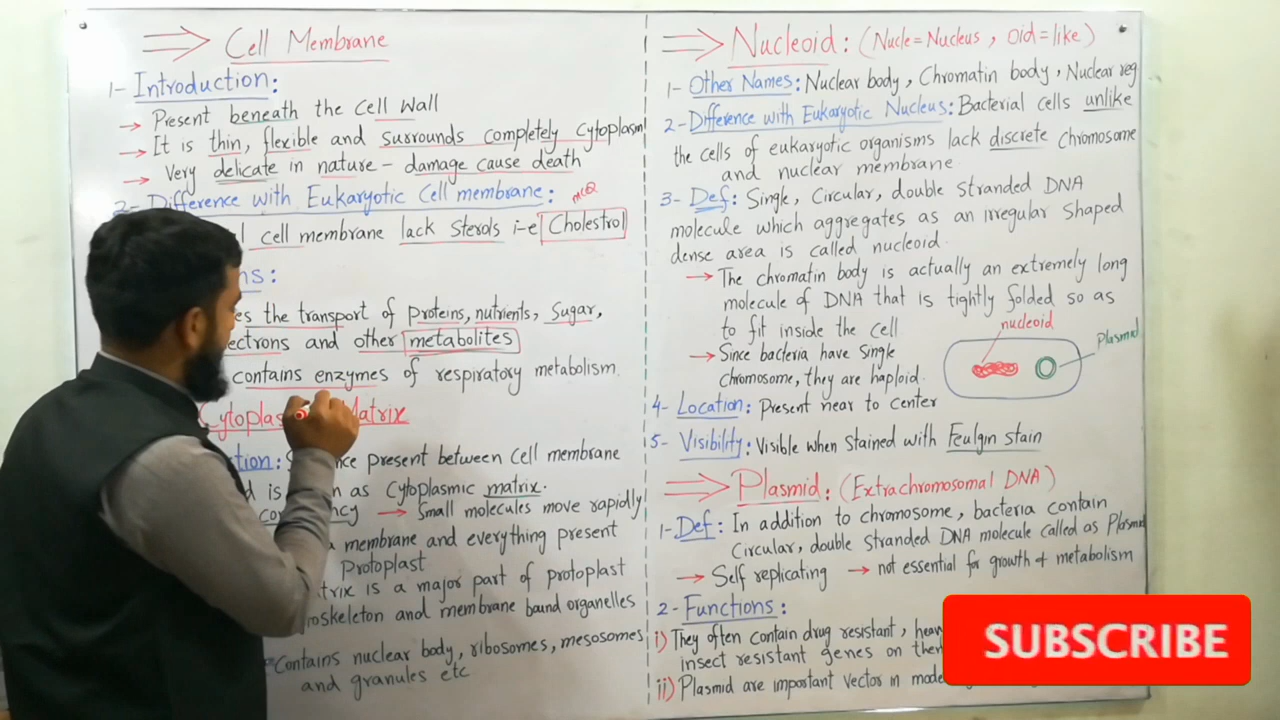 Cell Membrane
1- Introduction:
→ Present beneath the cell wall
→ It is thin, flexible and surrounds completely cytoplasm
→ Very delicate in nature - damage cause death
2- Difference with Eukaryotic Cell membrane: MCQ
cell membrane lack sterols i-e Cholestrol
ns:
es the transport of proteins, nutrients, Sugar,
ectrons and other metabolites
contains enzymes of respiratory metabolism.
Matrix
present between cell membrane
as Cytoplasmic matrix.
→ Small molecules move rapidly
membrane and everything present
Protoplast
trix is a major part of protoplast
oskeleton and membrane bound organelles
Contains nuclear body, ribosomes, mesosomes
and granules etc
Nucleoid: (Nucle = Nucleus, Oid = like)
1- Other Names: Nuclear body, Chromatin body, Nuclear reg
2- Difference with Eukaryotic Nucleus: Bacterial cells unlike
the cells of eukaryotic organisms lack discrete chromosome
and nuclear membrane.
3- Def: Single, Circular, double stranded DNA
molecule which aggregates as an irregular shaped
dense area is called nucleoid.
→ The chromatin body is actually an extremely long
molecule of DNA that is tightly folded so as
to fit inside the cell
→ Since bacteria have single
chromosome, they are haploid.
nucleoid
Plasmid
4- Location: Present near to center
5- Visibility: Visible when stained with Feulgin stain
Plasmid: (Extrachromosomal DNA)
1- Def: In addition to chromosome, bacteria contain
Circular, double stranded DNA molecule called as Plasmid
→ Self replicating → not essential for growth & metabolism
2- Functions:
i) They often contain drug resistant, heav
insect resistant genes on them
ii) Plasmid are important vector in mode
SUBSCRIBE